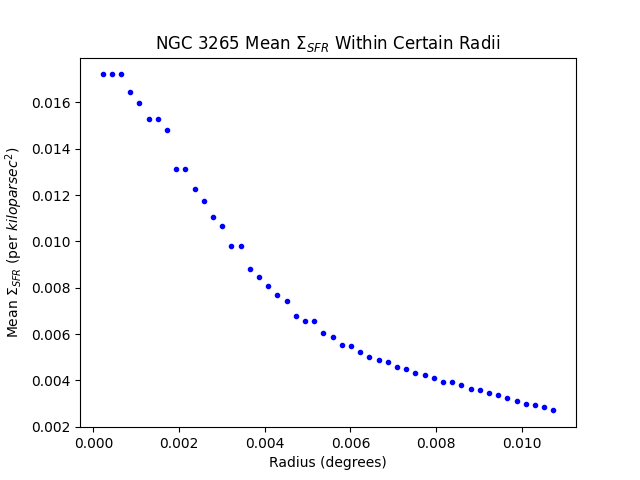 NGC 3265 Mean Σ_SFR Within Certain Radii
Mean Σ_SFR (per kiloparsec²)
0.016
0.014
0.012
0.010
0.008
0.006
0.004
0.002
0.000 0.002 0.004 0.006 0.008 0.010
Radius (degrees)